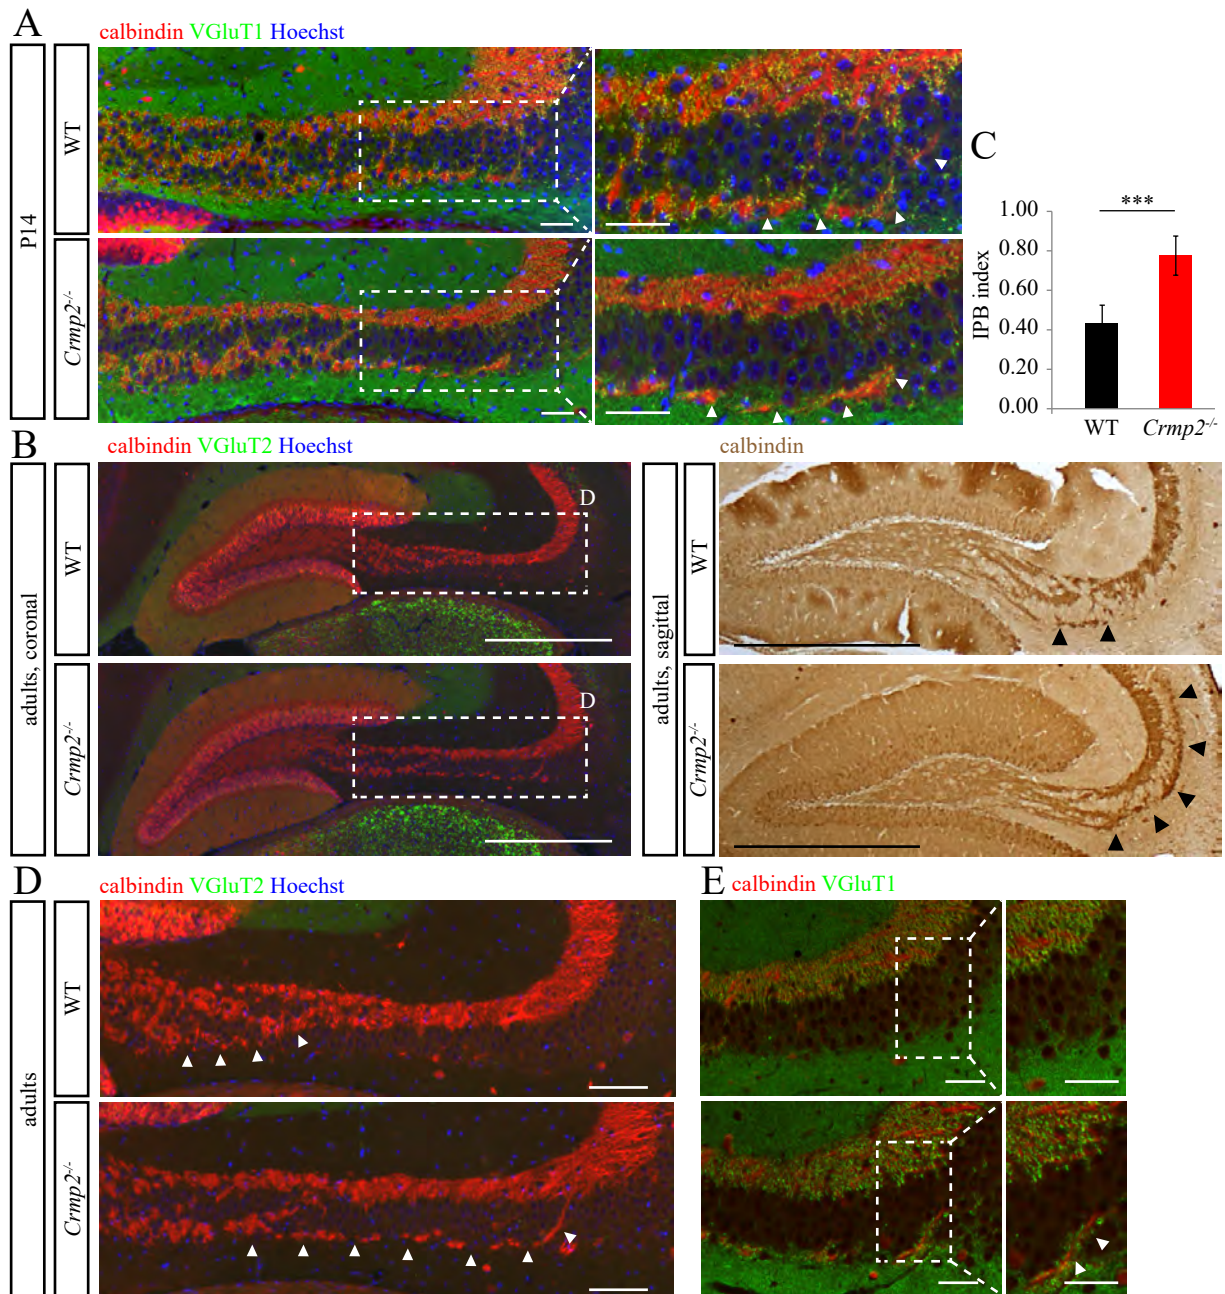 A
calbindin VGluT1 Hoechst
P14
WT
Crmp2-/-
C
***
IPB index
1.00
0.80
0.60
0.40
0.20
0.00
WT
Crmp2-/-
B
calbindin VGluT2 Hoechst
adults, coronal
WT
D
Crmp2-/-
D
calbindin
adults, sagittal
WT
Crmp2-/-
D
calbindin VGluT2 Hoechst
adults
WT
Crmp2-/-
E
calbindin VGluT1